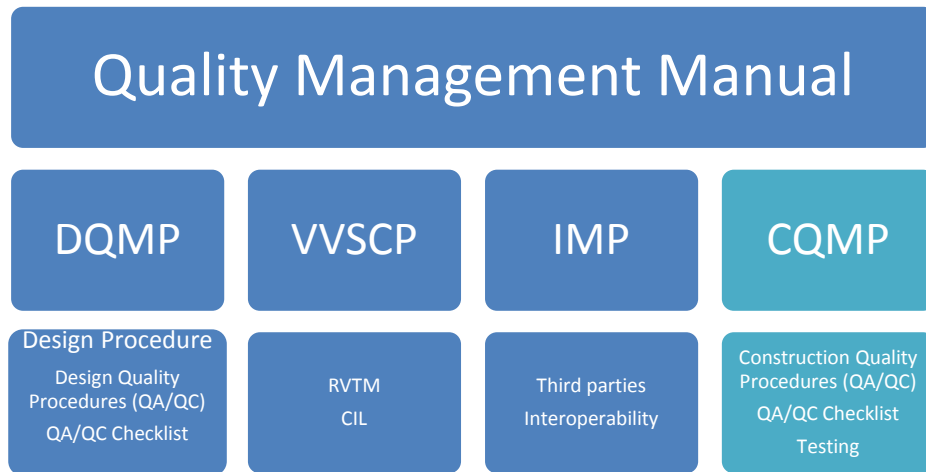 Quality Management Manual
DQMP
VVSCP
IMP
CQMP
Design Procedure
Design Quality
Procedures (QA/QC)
QA/QC Checklist
RVTM
CIL
Third parties
Interoperability
Construction Quality
Procedures (QA/QC)
QA/QC Checklist
Testing